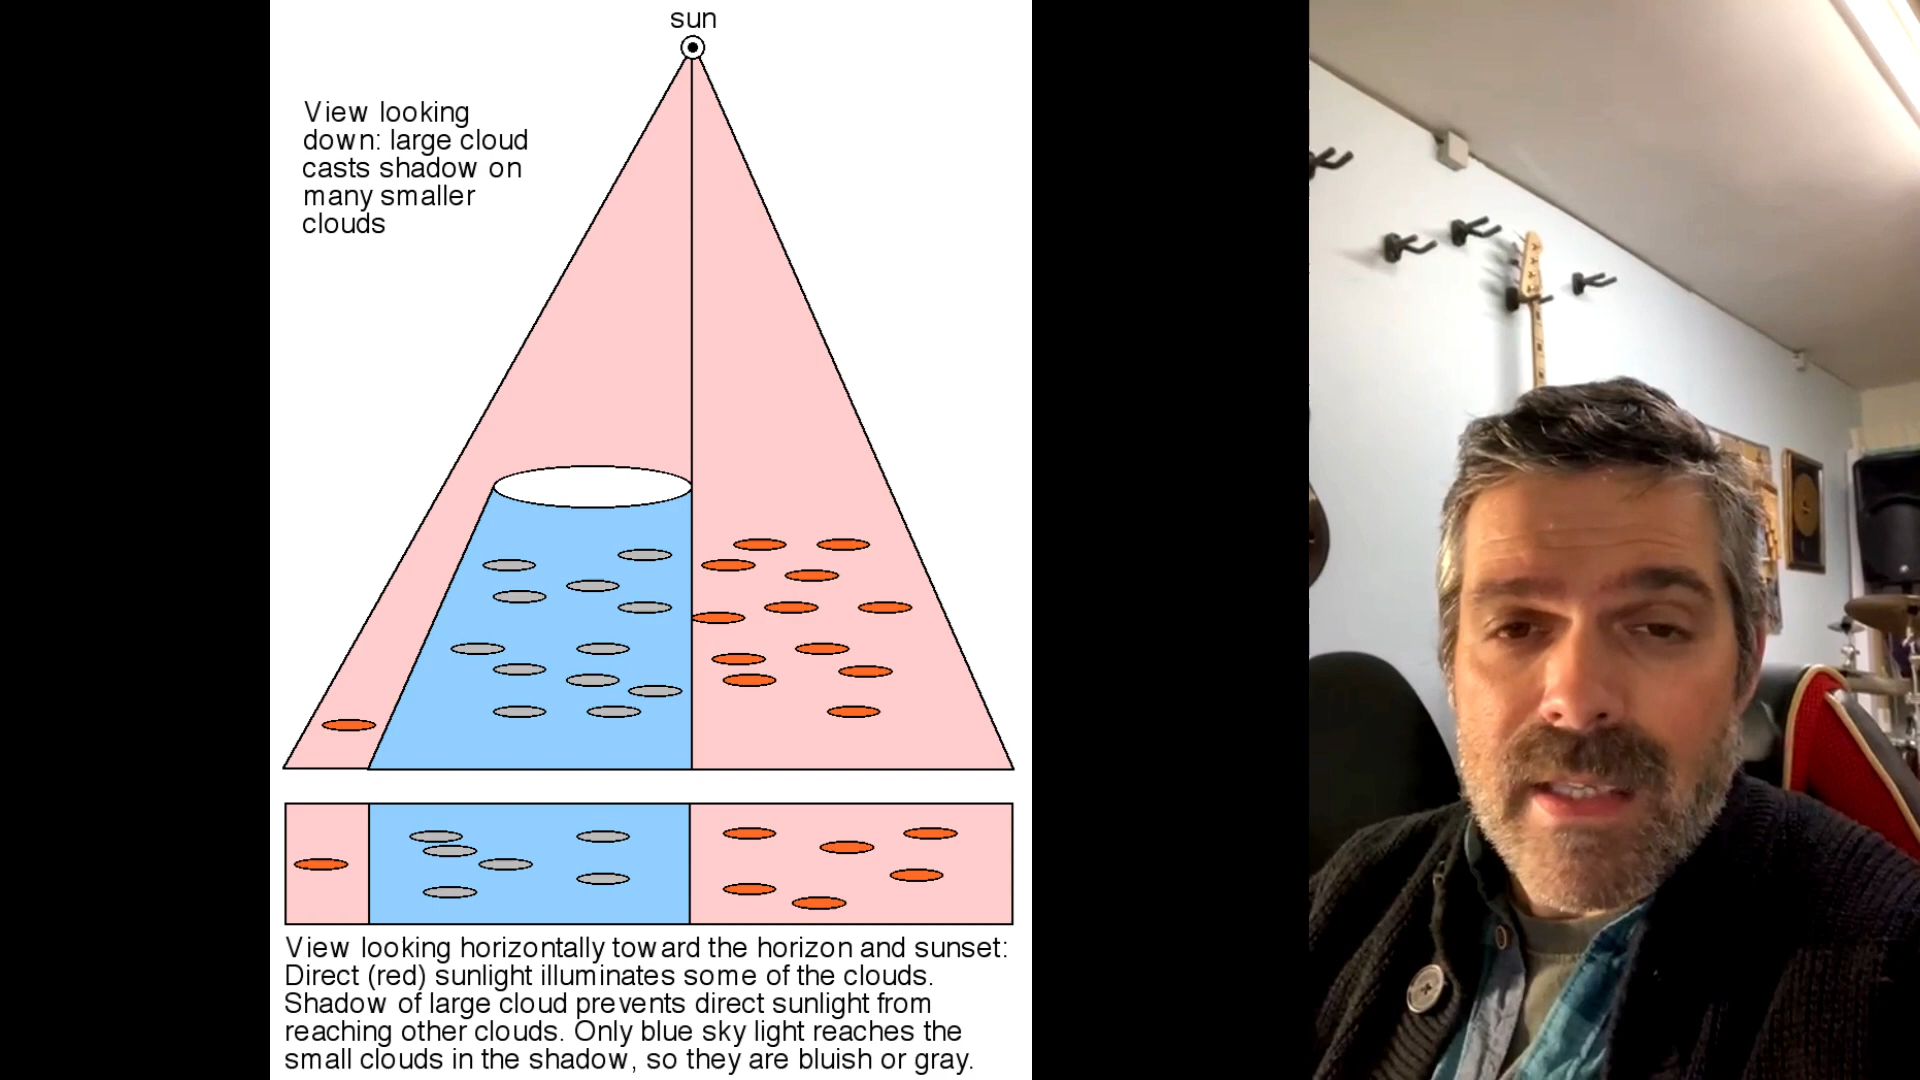 sun
View looking
down: large cloud
casts shadow on
many smaller
clouds
View looking horizontally toward the horizon and sunset:
Direct (red) sunlight illuminates some of the clouds.
Shadow of large cloud prevents direct sunlight from
reaching other clouds. Only blue sky light reaches the
small clouds in the shadow, so they are bluish or gray.